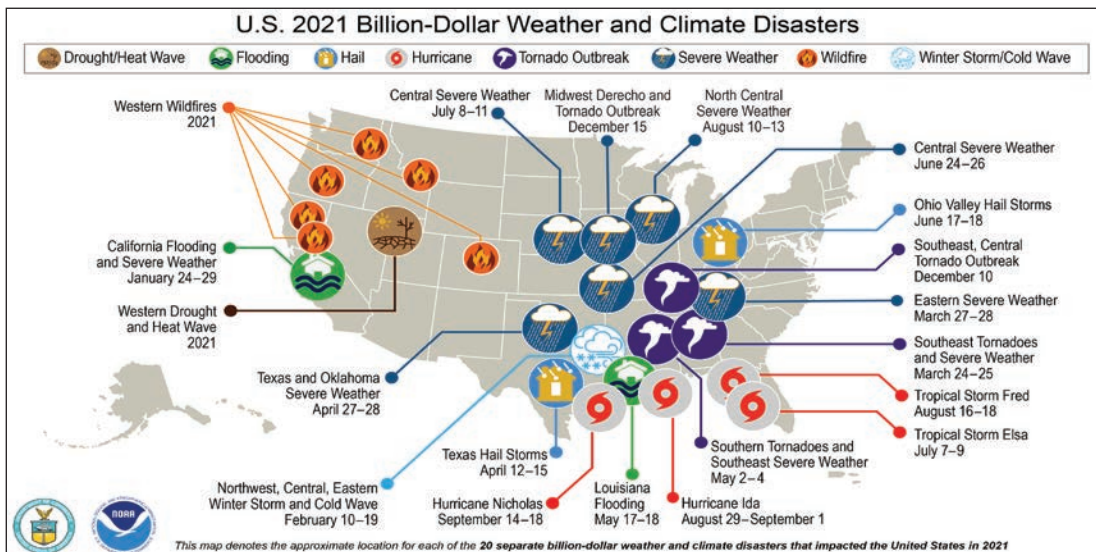 U.S. 2021 Billion-Dollar Weather and Climate Disasters
Drought/Heat Wave
Flooding
Hail
Hurricane
Tornado Outbreak
Severe Weather
Wildfire
Winter Storm/Cold Wave
Western Wildfires
2021
Central Severe Weather
July 8–11
Midwest Derecho and
Tornado Outbreak
December 15
North Central
Severe Weather
August 10–13
Central Severe Weather
June 24–26
Ohio Valley Hail Storms
June 17–18
California Flooding
and Severe Weather
January 24–29
Southeast, Central
Tornado Outbreak
December 10
Western Drought
and Heat Wave
2021
Eastern Severe Weather
March 27–28
Southeast Tornadoes
and Severe Weather
March 24–25
Texas and Oklahoma
Severe Weather
April 27–28
Tropical Storm Fred
August 16–18
Tropical Storm Elsa
July 7–9
Texas Hail Storms
April 12–15
Southern Tornadoes and
Southeast Severe Weather
May 2–4
Northwest, Central, Eastern
Winter Storm and Cold Wave
February 10–19
Hurricane Nicholas
September 14–18
Louisiana
Flooding
May 17–18
Hurricane Ida
August 29–September 1
NOAA
This map denotes the approximate location for each of the 20 separate billion-dollar weather and climate disasters that impacted the United States in 2021